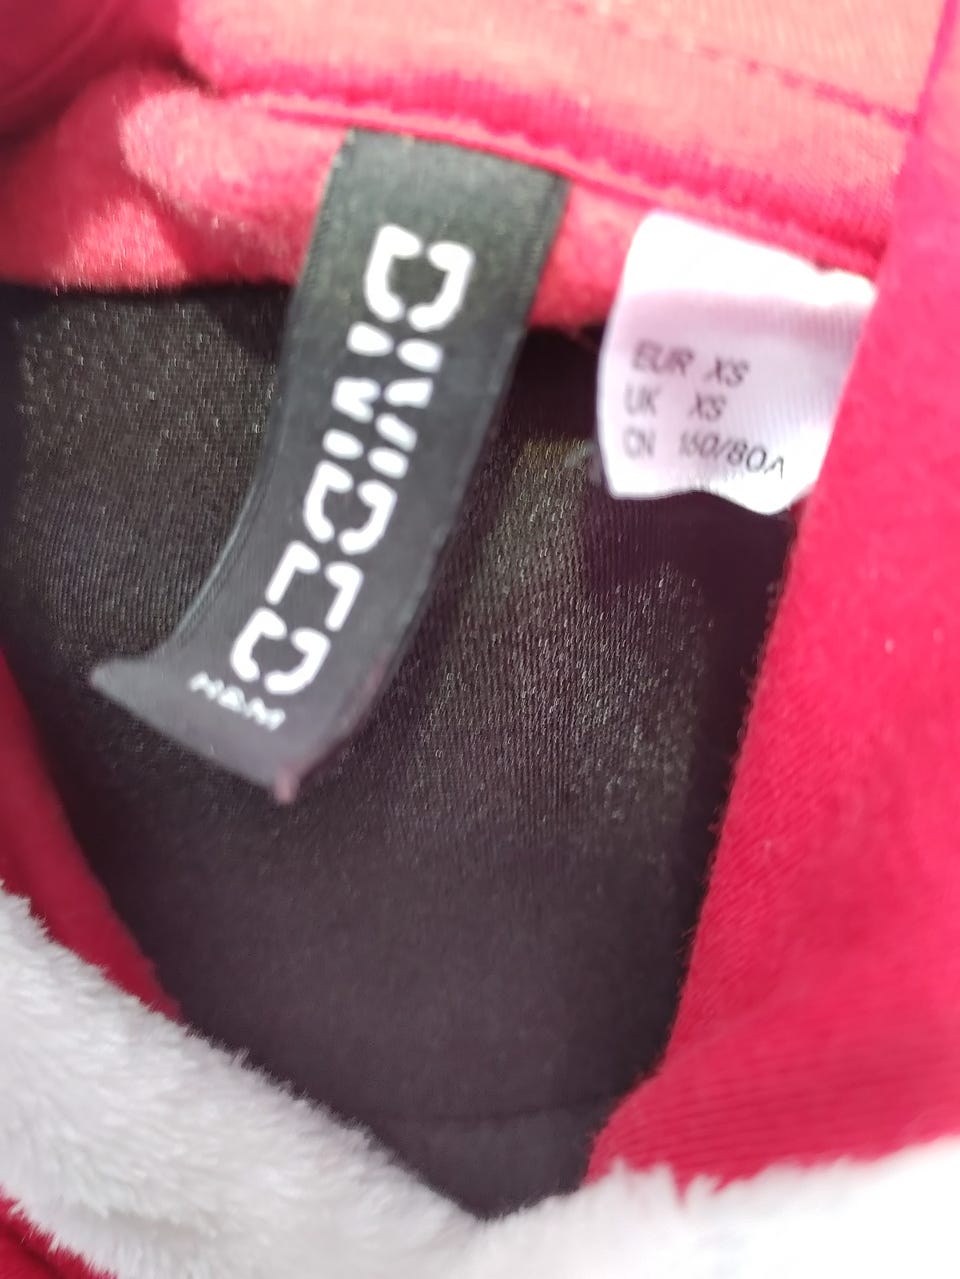 DIVIDED
H&M
EUR XS
UK XS
CN 160/80A